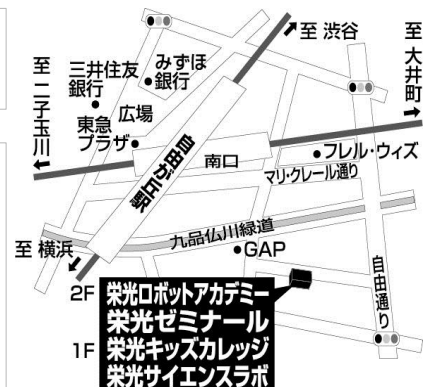 至 渋谷
至 大井町
至 二子玉川
三井住友
銀行
みずほ
銀行
広場
東急
プラザ
自由が丘駅
南口
フレル・ウィズ
マリ・クレール通り
九品仏川緑道
至 横浜
GAP
自由通り
2F 栄光ロボットアカデミー
栄光ゼミナール
1F 栄光キッズカレッジ
栄光サイエンスラボ